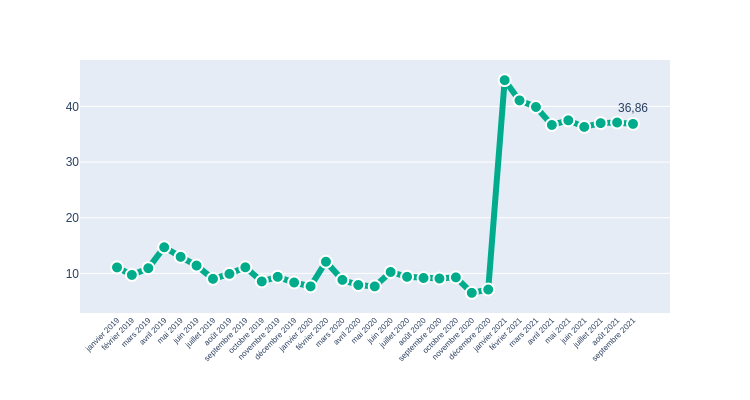 36,86
40
30
20
10
janvier 2019
février 2019
mars 2019
avril 2019
mai 2019
juin 2019
juillet 2019
août 2019
septembre 2019
octobre 2019
novembre 2019
décembre 2019
janvier 2020
février 2020
mars 2020
avril 2020
mai 2020
juin 2020
juillet 2020
août 2020
septembre 2020
octobre 2020
novembre 2020
décembre 2020
janvier 2021
février 2021
mars 2021
avril 2021
mai 2021
juin 2021
juillet 2021
août 2021
septembre 2021